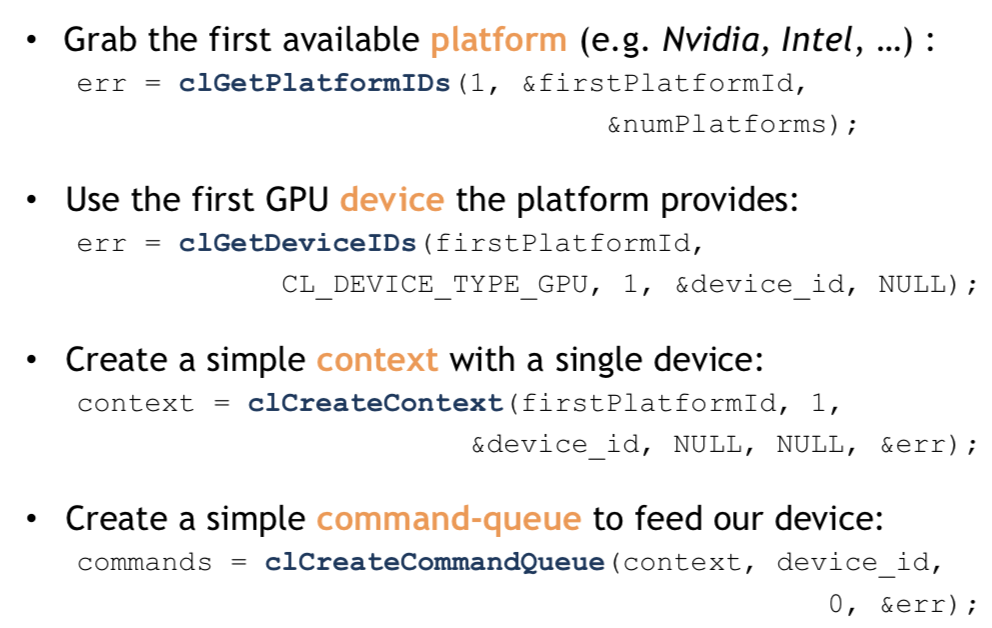 • Grab the first available platform (e.g. Nvidia, Intel, …) :
err = clGetPlatformIDs(1, &firstPlatformId,
&numPlatforms);
• Use the first GPU device the platform provides:
err = clGetDeviceIDs(firstPlatformId,
CL_DEVICE_TYPE_GPU, 1, &device_id, NULL);
• Create a simple context with a single device:
context = clCreateContext(firstPlatformId, 1,
&device_id, NULL, NULL, &err);
• Create a simple command-queue to feed our device:
commands = clCreateCommandQueue(context, device_id,
0, &err);